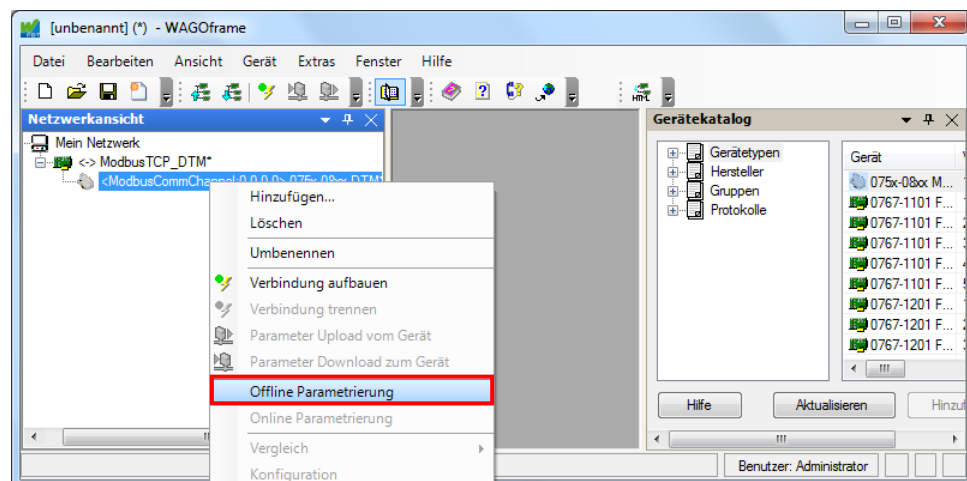 [unbenannt] (*) - WAGOframe
Datei Bearbeiten Ansicht Gerät Extras Fenster Hilfe
HTML
Netzwerkansicht
Mein Netzwerk
<-> ModbusTCP_DTM*
<ModbusCommChannel:0.0.0.0> 075x-08xx DTM*
Hinzufügen...
Löschen
Umbenennen
Verbindung aufbauen
Verbindung trennen
Parameter Upload vom Gerät
Parameter Download zum Gerät
Offline Parametrierung
Online Parametrierung
Vergleich
Konfiguration
Gerätekatalog
Gerätetypen
Hersteller
Gruppen
Protokolle
Gerät
075x-08xx M...
0767-1101 F...
0767-1101 F...
0767-1101 F...
0767-1101 F...
0767-1101 F...
0767-1201 F...
0767-1201 F...
0767-1201 F...
Hilfe Aktualisieren Hinzuf
Benutzer: Administrator